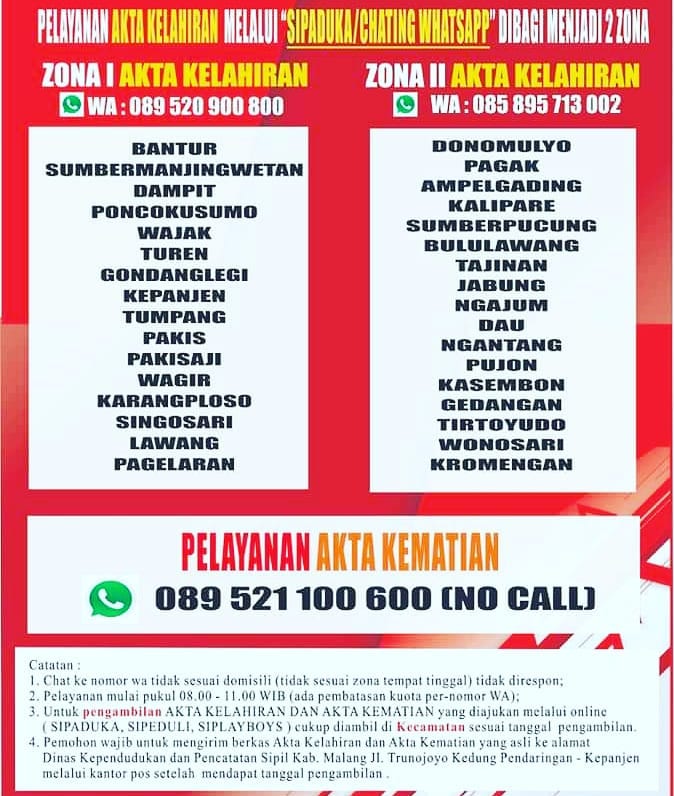 PELAYANAN AKTA KELAHIRAN MELALUI "SIPADUKA/CHATING WHATSAPP" DIBAGI MENJADI 2 ZONA
ZONA I AKTA KELAHIRAN
WA : 089 520 900 800
BANTUR
SUMBERMANJINGWETAN
DAMPIT
PONCOKUSUMO
WAJAK
TUREN
GONDANGLEGI
KEPANJEN
TUMPANG
PAKIS
PAKISAJI
WAGIR
KARANGPLOSO
SINGOSARI
LAWANG
PAGELARAN
ZONA II AKTA KELAHIRAN
WA : 085 895 713 002
DONOMULYO
PAGAK
AMPELGADING
KALIPARE
SUMBERPUCUNG
BULULAWANG
TAJINAN
JABUNG
NGAJUM
DAU
NGANTANG
PUJON
KASEMBON
GEDANGAN
TIRTOYUDO
WONOSARI
KROMENGAN
PELAYANAN AKTA KEMATIAN
089 521 100 600 (NO CALL)
Catatan :
1. Chat ke nomor wa tidak sesuai domisili (tidak sesuai zona tempat tinggal) tidak direspon;
2. Pelayanan mulai pukul 08.00 - 11.00 WIB (ada pembatasan kuota per-nomor WA);
3. Untuk pengambilan AKTA KELAHIRAN DAN AKTA KEMATIAN yang diajukan melalui online
( SIPADUKA, SIPEDULI, SIPLAYBOYS ) cukup diambil di Kecamatan sesuai tanggal pengambilan.
4. Pemohon wajib untuk mengirim berkas Akta Kelahiran dan Akta Kematian yang asli ke alamat
Dinas Kependudukan dan Pencatatan Sipil Kab. Malang Jl. Trunojoyo Kedung Pendaringan - Kepanjen
melalui kantor pos setelah mendapat tanggal pengambilan .